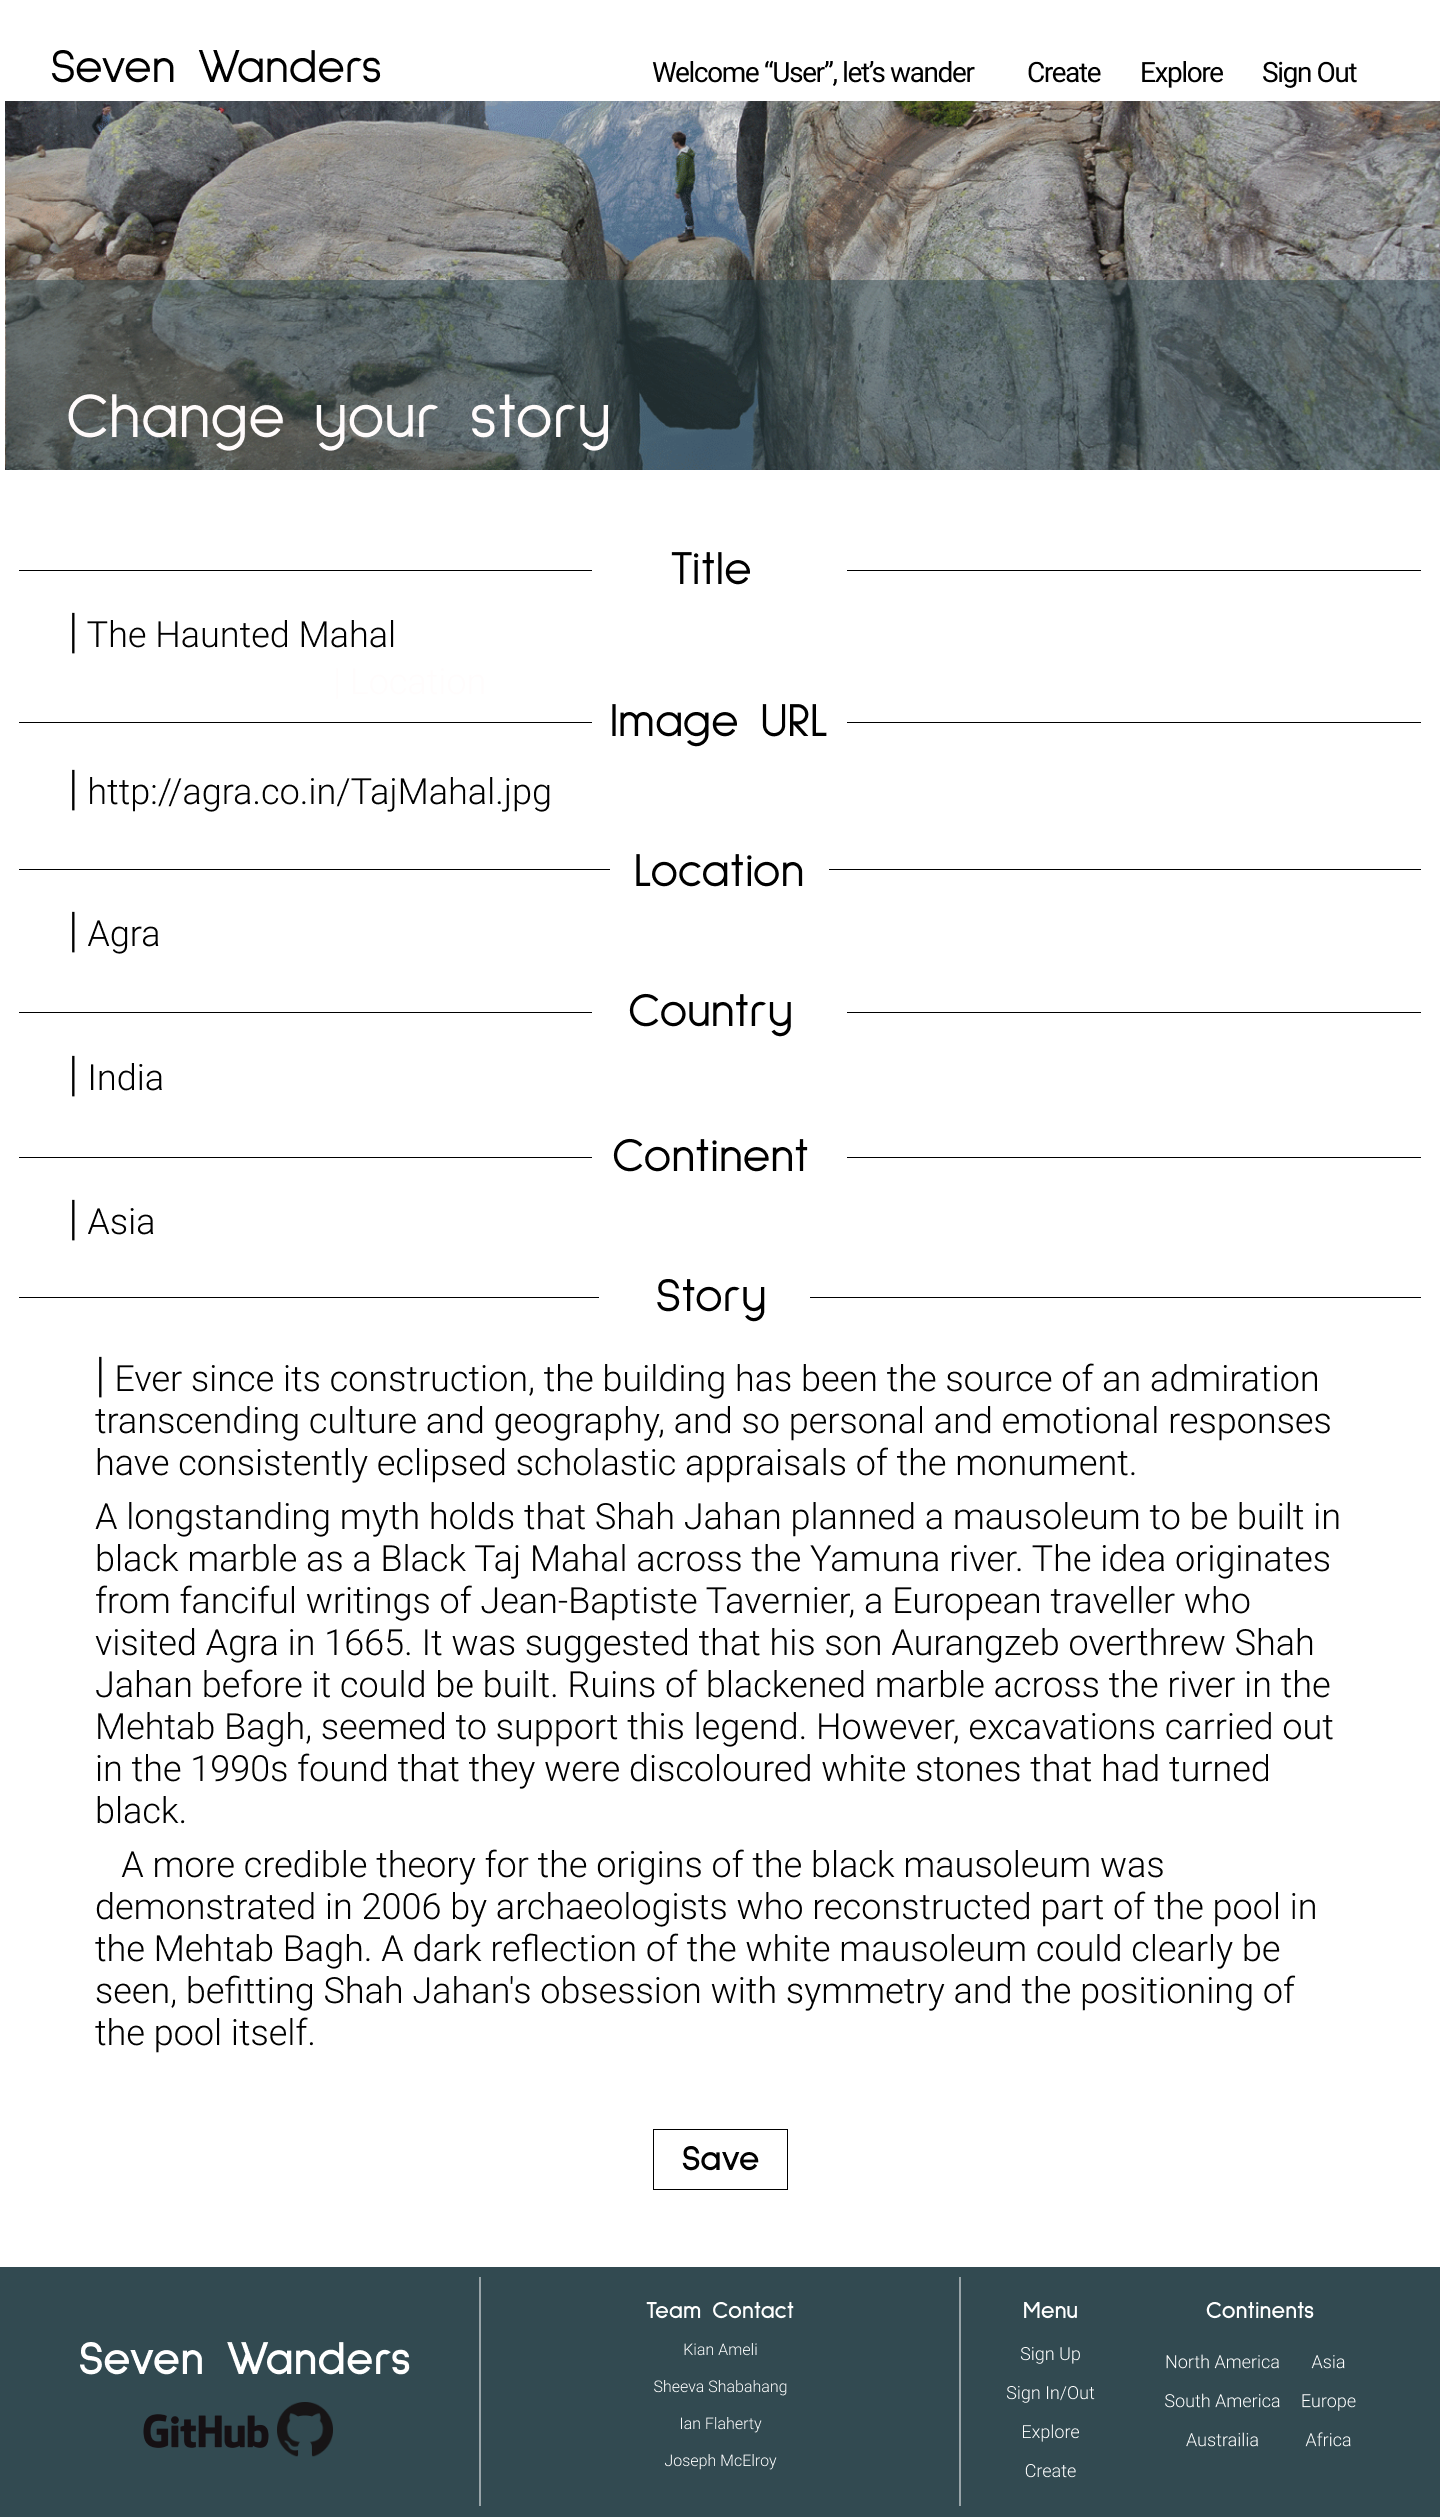 Seven Wanders
Welcome “User”, let’s wander Create Explore Sign Out
Change your story
Title
| The Haunted Mahal
Image URL
| http://agra.co.in/TajMahal.jpg
Location
| Agra
Country
| India
Continent
| Asia
Story
| Ever since its construction, the building has been the source of an admiration
transcending culture and geography, and so personal and emotional responses
have consistently eclipsed scholastic appraisals of the monument.
A longstanding myth holds that Shah Jahan planned a mausoleum to be built in
black marble as a Black Taj Mahal across the Yamuna river. The idea originates
from fanciful writings of Jean-Baptiste Tavernier, a European traveller who
visited Agra in 1665. It was suggested that his son Aurangzeb overthrew Shah
Jahan before it could be built. Ruins of blackened marble across the river in the
Mehtab Bagh, seemed to support this legend. However, excavations carried out
in the 1990s found that they were discoloured white stones that had turned
black.
A more credible theory for the origins of the black mausoleum was
demonstrated in 2006 by archaeologists who reconstructed part of the pool in
the Mehtab Bagh. A dark reflection of the white mausoleum could clearly be
seen, befitting Shah Jahan's obsession with symmetry and the positioning of
the pool itself.
Save
Seven Wanders
GitHub
Team Contact
Kian Ameli
Sheeva Shabahang
Ian Flaherty
Joseph McElroy
Menu
Sign Up
Sign In/Out
Explore
Create
Continents
North America Asia
South America Europe
Austrailia Africa